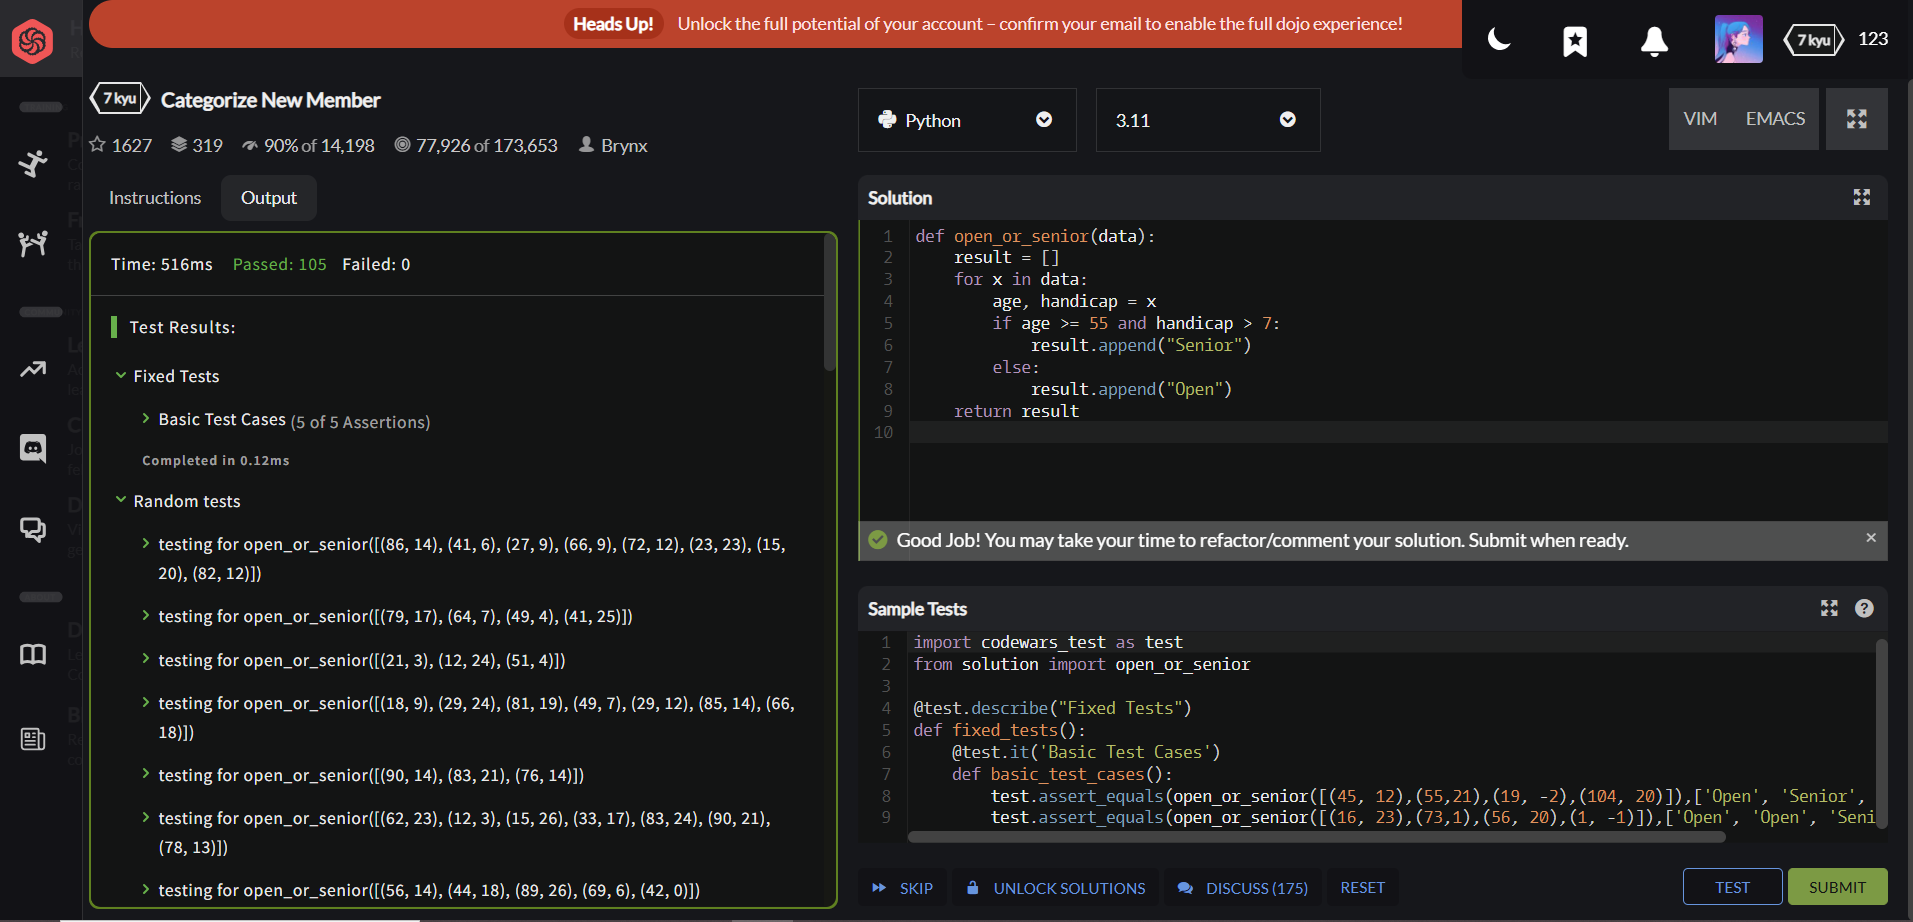 Heads Up! Unlock the full potential of your account – confirm your email to enable the full dojo experience!
7 kyu 123
7 kyu Categorize New Member
1627 319 90% of 14,198 77,926 of 173,653 Brynx
Instructions Output
Time: 516ms Passed: 105 Failed: 0
Test Results:
Fixed Tests
Basic Test Cases (5 of 5 Assertions)
Completed in 0.12ms
Random tests
testing for open_or_senior([(86, 14), (41, 6), (27, 9), (66, 9), (72, 12), (23, 23), (15,
20), (82, 12)])
testing for open_or_senior([(79, 17), (64, 7), (49, 4), (41, 25)])
testing for open_or_senior([(21, 3), (12, 24), (51, 4)])
testing for open_or_senior([(18, 9), (29, 24), (81, 19), (49, 7), (29, 12), (85, 14), (66,
18)])
testing for open_or_senior([(90, 14), (83, 21), (76, 14)])
testing for open_or_senior([(62, 23), (12, 3), (15, 26), (33, 17), (83, 24), (90, 21),
(78, 13)])
testing for open_or_senior([(56, 14), (44, 18), (89, 26), (69, 6), (42, 0)])
Python 3.11 VIM EMACS
Solution
1 def open_or_senior(data):
2     result = []
3     for x in data:
4         age, handicap = x
5         if age >= 55 and handicap > 7:
6             result.append("Senior")
7         else:
8             result.append("Open")
9     return result
10
Good Job! You may take your time to refactor/comment your solution. Submit when ready. ×
Sample Tests
1 import codewars_test as test
2 from solution import open_or_senior
3
4 @test.describe("Fixed Tests")
5 def fixed_tests():
6     @test.it('Basic Test Cases')
7     def basic_test_cases():
8         test.assert_equals(open_or_senior([(45, 12),(55,21),(19, -2),(104, 20)]),['Open', 'Senior',
9         test.assert_equals(open_or_senior([(16, 23),(73,1),(56, 20),(1, -1)]),['Open', 'Open', 'Seni
SKIP UNLOCK SOLUTIONS DISCUSS (175) RESET TEST SUBMIT